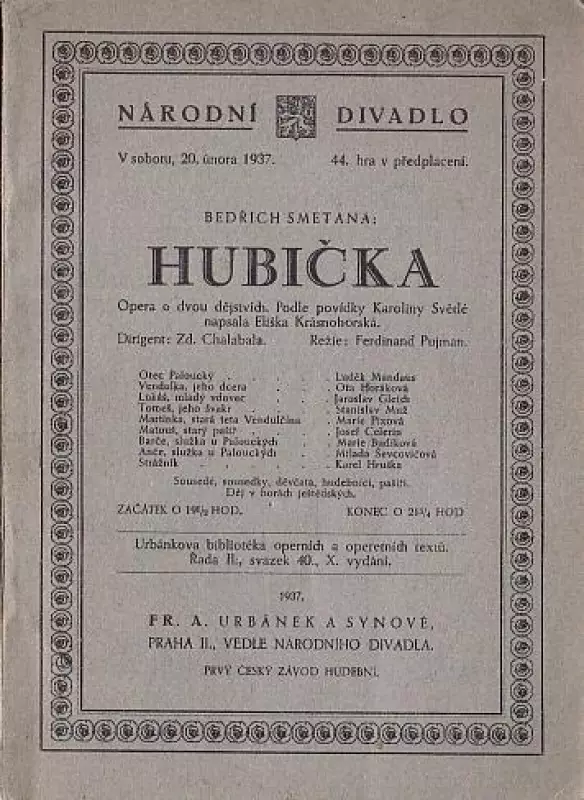 NÁRODNÍ DIVADLO
V sobotu, 20. února 1937. 44. hra v předplacení.
BEDŘICH SMETANA:
HUBIČKA
Opera o dvou dějstvích. Podle povídky Karoliny Světlé
napsala Eliška Krásnohorská.
Dirigent: Zd. Chalabala. Režie: Ferdinand Pujman.
Otec Paloucký . . . . Luděk Mandaus
Vendulka, jeho dcera . . . Ota Horáková
Lukáš, mladý vdovec . . . Jaroslav Gleich
Tomeš, jeho švakr . . . Stanislav Muž
Martinka, stará teta Vendulčina . Marie Pixová
Matouš, starý pašíř . . . Josef Celerin
Barče, služka u Palouckých . . Marie Budíková
Anče, služka u Palouckých . . Milada Ševcovičová
Strážník . . . . . Karel Hruška
Sousedé, sousedky, děvčata, hudebníci, pašíři.
Děj v horách ještědských.
ZAČÁTEK O 19½ HOD. KONEC O 21¾ HOD
Urbánkova bibliotéka operních a operetních textů.
Řada II., svazek 40., X. vydání.
1937.
FR. A. URBÁNEK A SYNOVÉ,
PRAHA II., VEDLE NÁRODNÍHO DIVADLA.
PRVÝ ČESKÝ ZÁVOD HUDEBNÍ.